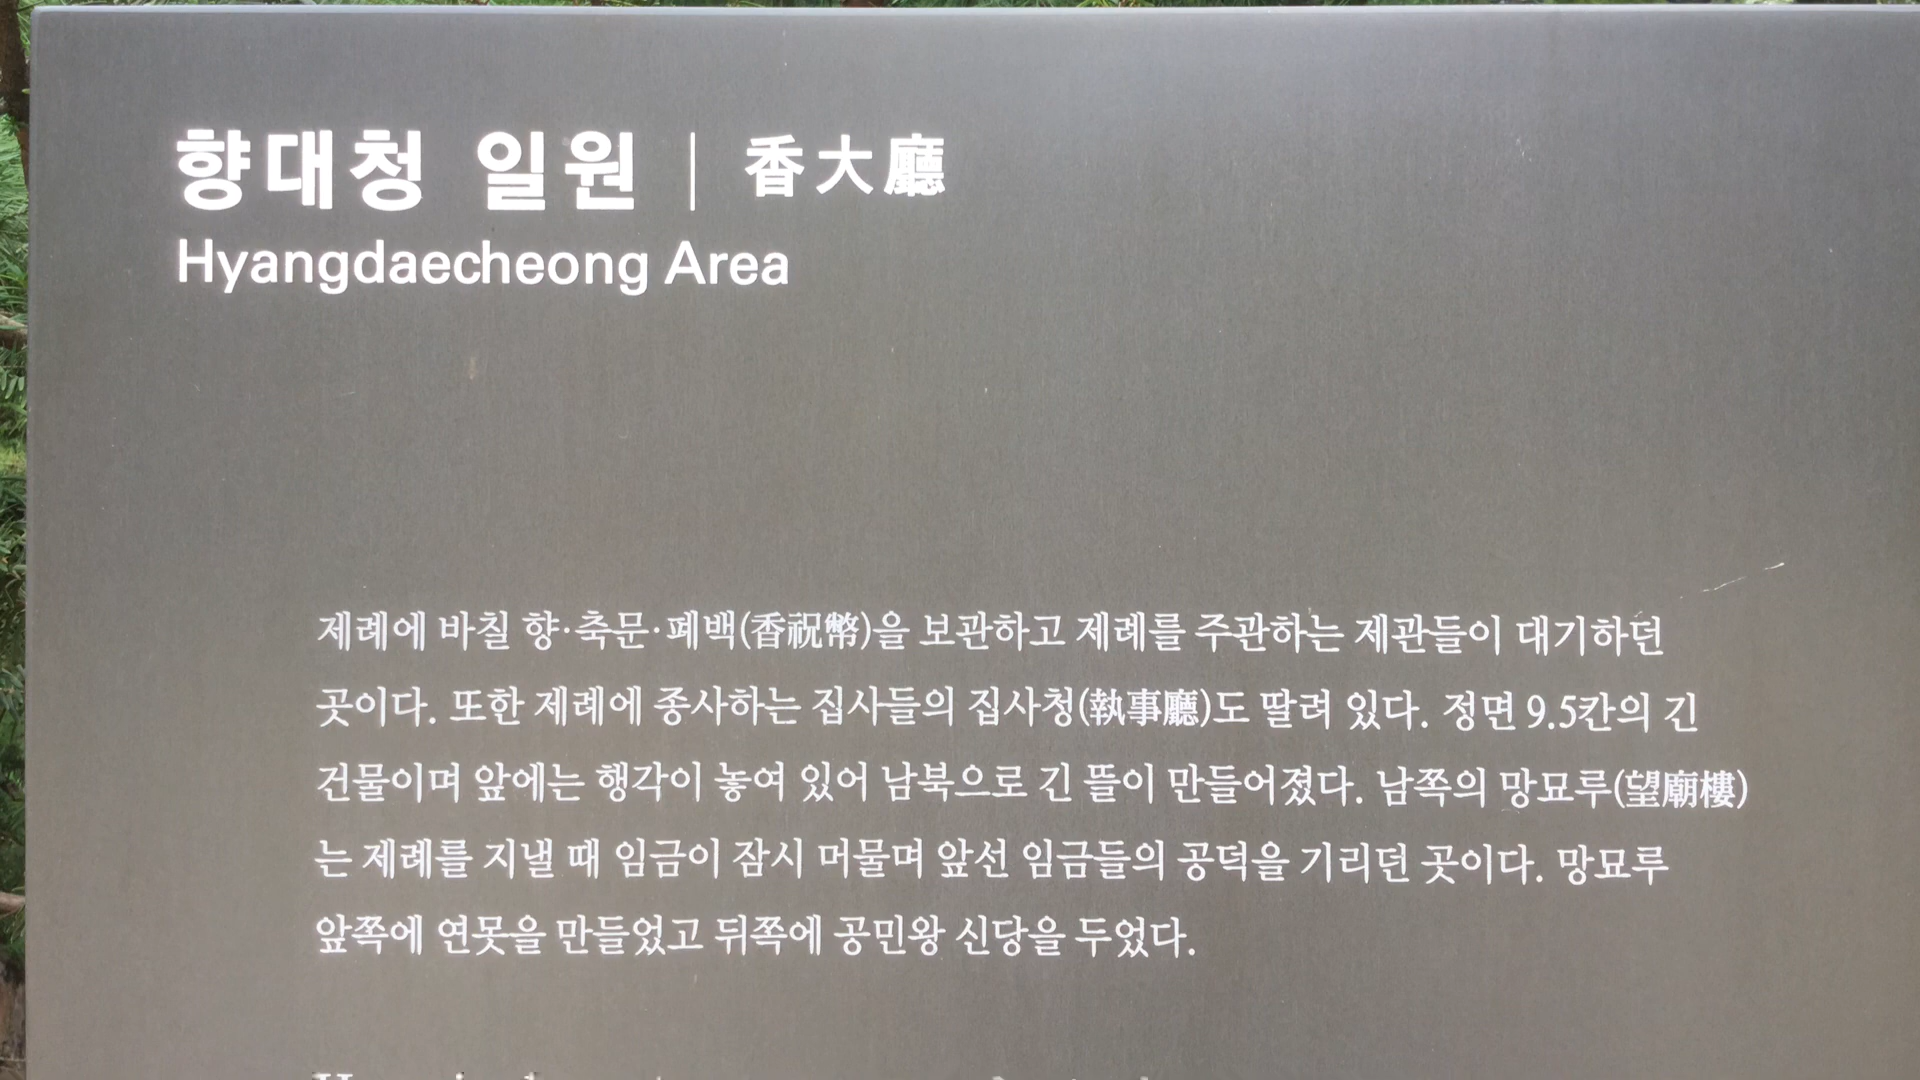 향대청 일원 | 香大廳
Hyangdaecheong Area
제례에 바칠 향·축문·폐백(香祝幣)을 보관하고 제례를 주관하는 제관들이 대기하던
곳이다. 또한 제례에 종사하는 집사들의 집사청(執事廳)도 딸려 있다. 정면 9.5칸의 긴
건물이며 앞에는 행각이 놓여 있어 남북으로 긴 뜰이 만들어졌다. 남쪽의 망묘루(望廟樓)
는 제례를 지낼 때 임금이 잠시 머물며 앞선 임금들의 공덕을 기리던 곳이다. 망묘루
앞쪽에 연못을 만들었고 뒤쪽에 공민왕 신당을 두었다.